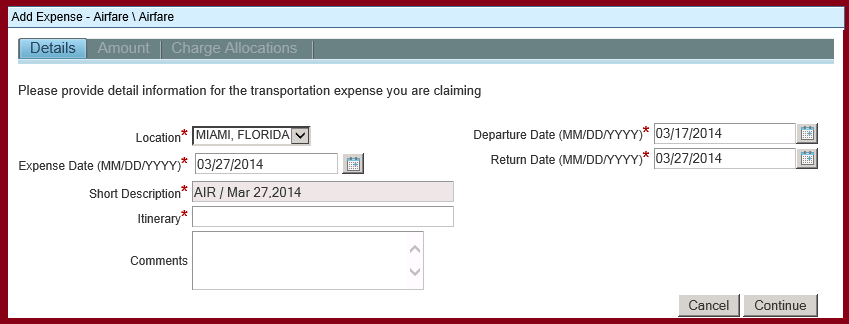 Add Expense - Airfare \ Airfare
Details Amount Charge Allocations
Please provide detail information for the transportation expense you are claiming
Location* MIAMI, FLORIDA Departure Date (MM/DD/YYYY)* 03/17/2014
Expense Date (MM/DD/YYYY)* 03/27/2014 Return Date (MM/DD/YYYY)* 03/27/2014
Short Description* AIR / Mar 27,2014
Itinerary*
Comments
Cancel Continue